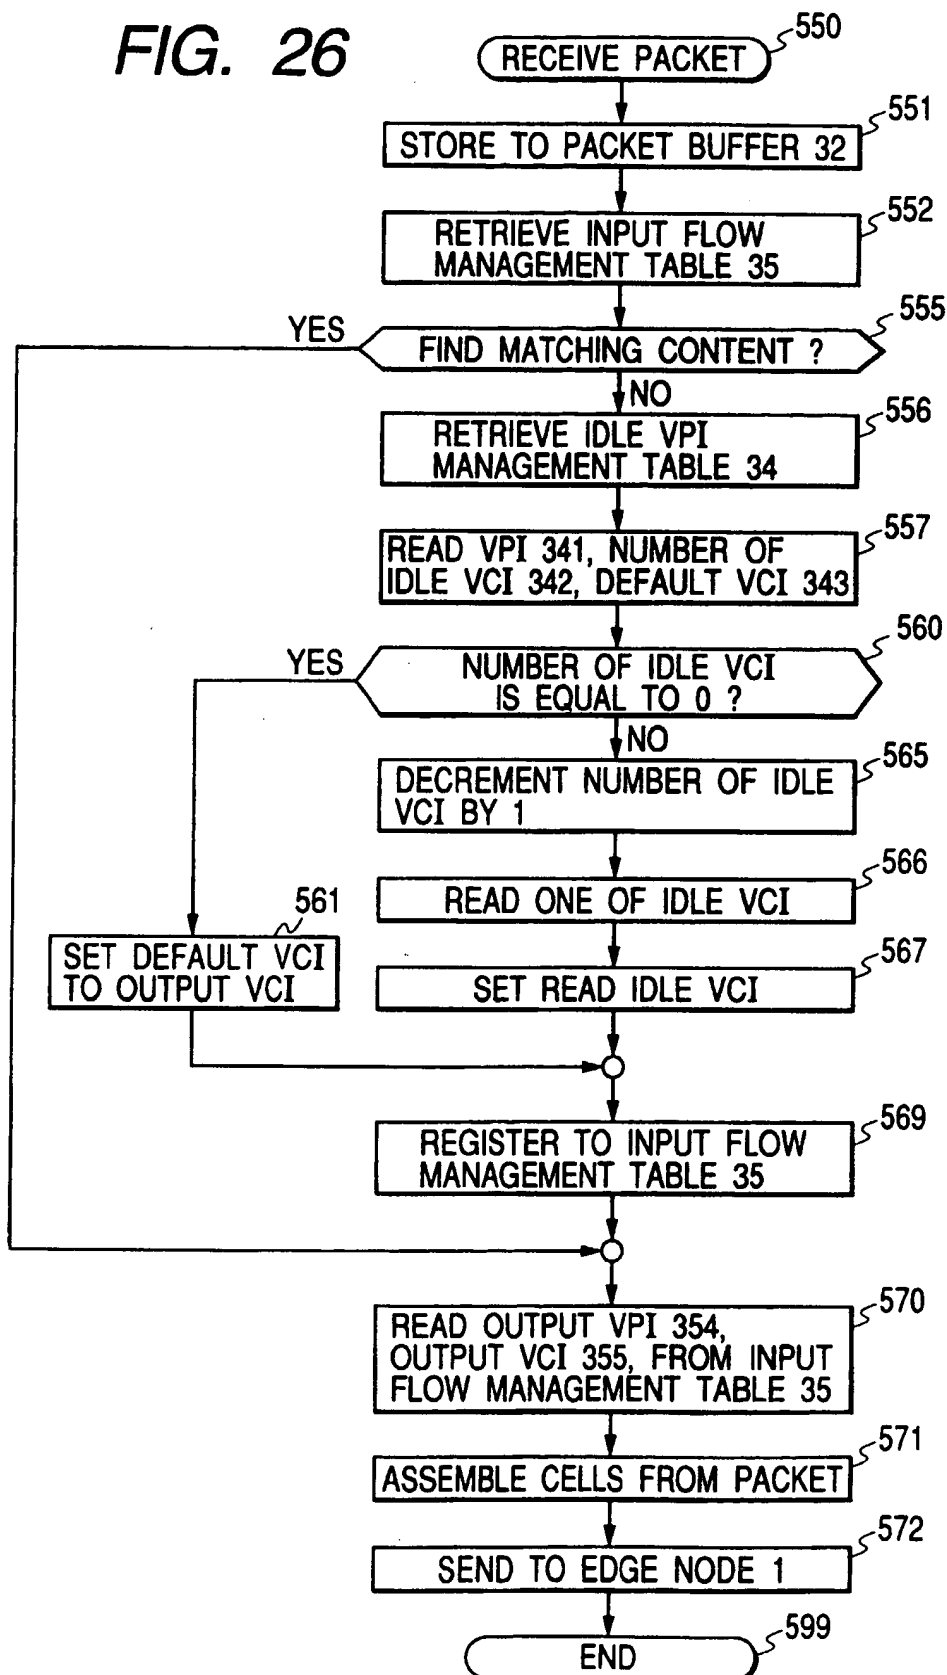 FIG. 26
RECEIVE PACKET
550
STORE TO PACKET BUFFER 32
551
RETRIEVE INPUT FLOW
MANAGEMENT TABLE 35
552
FIND MATCHING CONTENT ?
555
YES
NO
RETRIEVE IDLE VPI
MANAGEMENT TABLE 34
556
READ VPI 341, NUMBER OF
IDLE VCI 342, DEFAULT VCI 343
557
NUMBER OF IDLE VCI
IS EQUAL TO 0 ?
560
YES
NO
DECREMENT NUMBER OF IDLE
VCI BY 1
565
READ ONE OF IDLE VCI
566
SET DEFAULT VCI
TO OUTPUT VCI
561
SET READ IDLE VCI
567
REGISTER TO INPUT FLOW
MANAGEMENT TABLE 35
569
READ OUTPUT VPI 354,
OUTPUT VCI 355, FROM INPUT
FLOW MANAGEMENT TABLE 35
570
ASSEMBLE CELLS FROM PACKET
571
SEND TO EDGE NODE 1
572
END
599